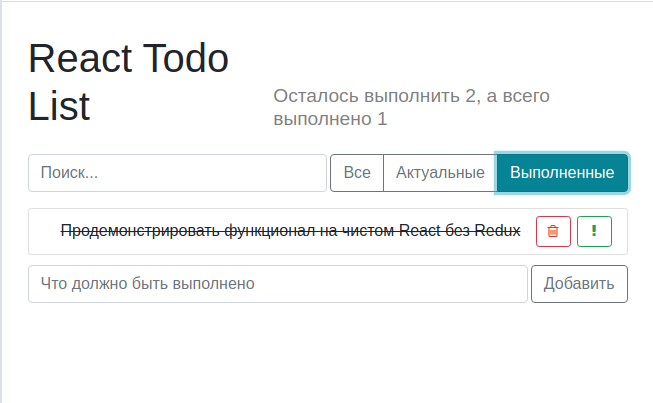 React Todo
List
Осталось выполнить 2, а всего
выполнено 1
Поиск...
Все
Актуальные
Выполненные
Продемонстрировать функционал на чистом React без Redux
!
Что должно быть выполнено
Добавить